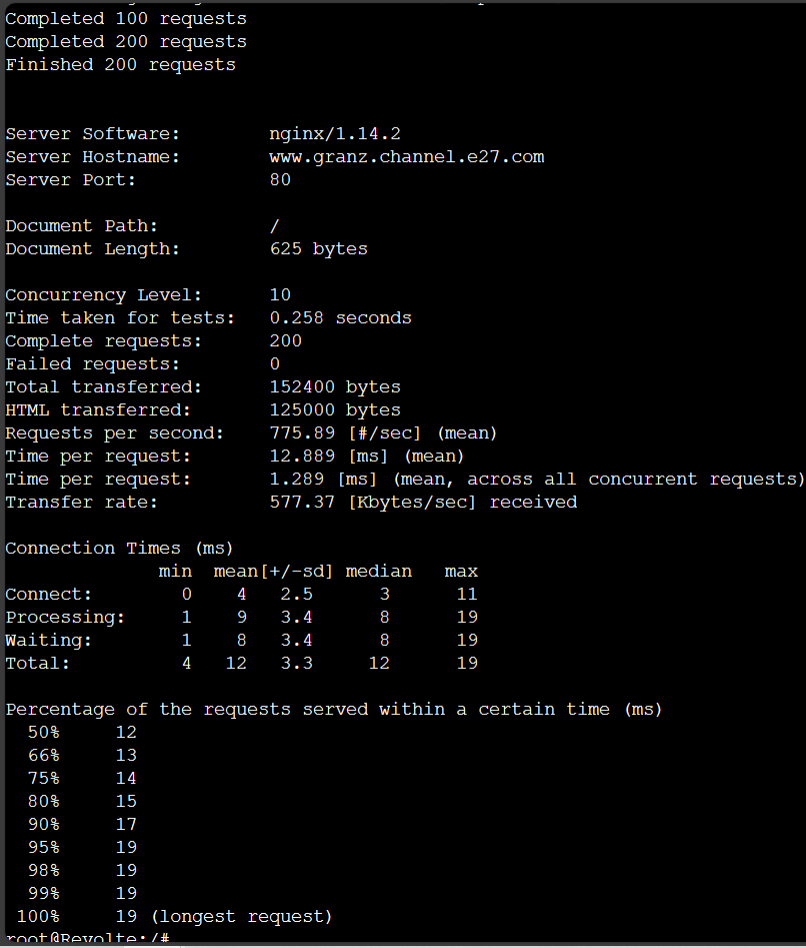 Completed 100 requests
Completed 200 requests
Finished 200 requests
Server Software: nginx/1.14.2
Server Hostname: www.granz.channel.e27.com
Server Port: 80
Document Path: /
Document Length: 625 bytes
Concurrency Level: 10
Time taken for tests: 0.258 seconds
Complete requests: 200
Failed requests: 0
Total transferred: 152400 bytes
HTML transferred: 125000 bytes
Requests per second: 775.89 [#/sec] (mean)
Time per request: 12.889 [ms] (mean)
Time per request: 1.289 [ms] (mean, across all concurrent requests)
Transfer rate: 577.37 [Kbytes/sec] received
Connection Times (ms)
min mean[+/-sd] median max
Connect: 0 4 2.5 3 11
Processing: 1 9 3.4 8 19
Waiting: 1 8 3.4 8 19
Total: 4 12 3.3 12 19
Percentage of the requests served within a certain time (ms)
50% 12
66% 13
75% 14
80% 15
90% 17
95% 19
98% 19
99% 19
100% 19 (longest request)
root@Revolte:/#